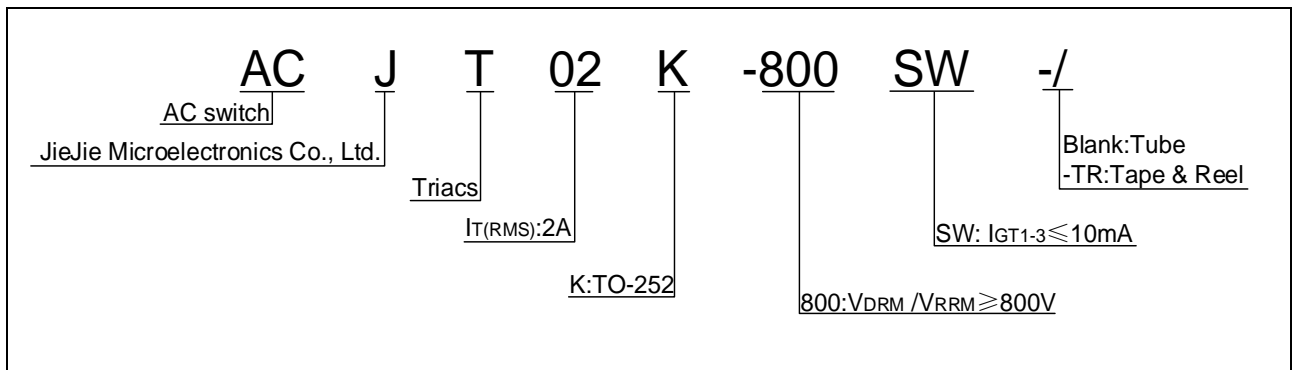 AC J T 02 K -800 SW -/
AC switch
JieJie Microelectronics Co., Ltd.
Triacs
IT(RMS):2A
K:TO-252
800:VDRM /VRRM≥800V
SW: IGT1-3≤10mA
Blank:Tube
-TR:Tape & Reel